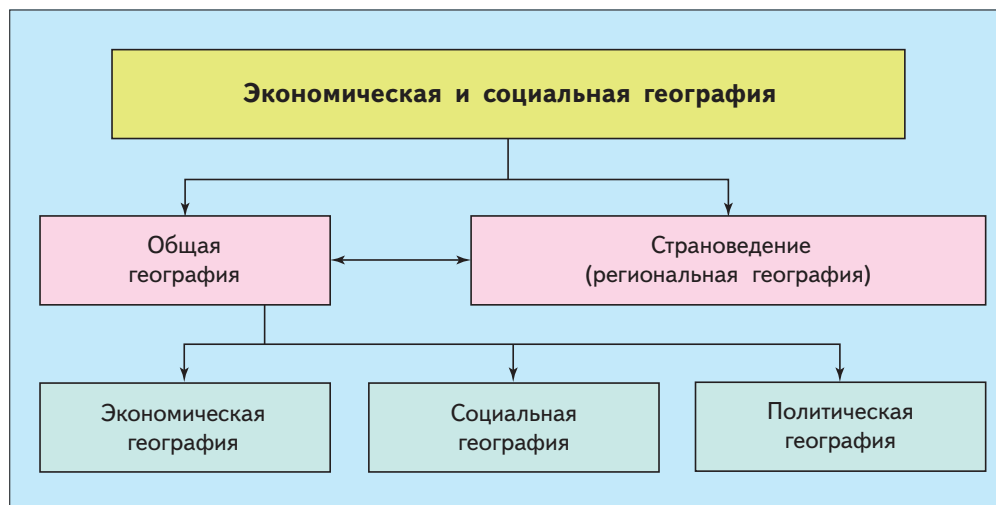 Экономическая и социальная география
Общая
география
Страноведение
(региональная география)
Экономическая
география
Социальная
география
Политическая
география